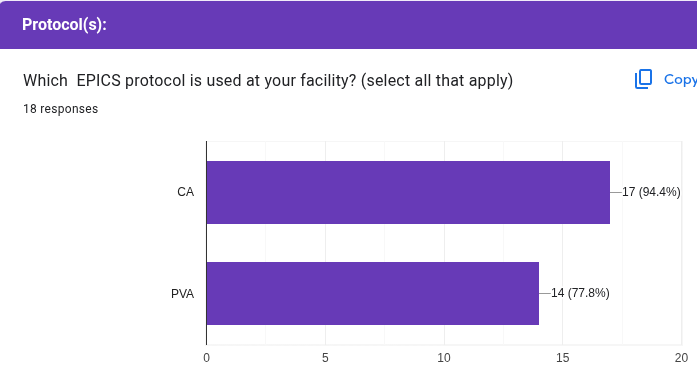 Protocol(s):
Which  EPICS protocol is used at your facility? (select all that apply)
Copy
18 responses
CA
17 (94.4%)
PVA
14 (77.8%)
0 5 10 15 20